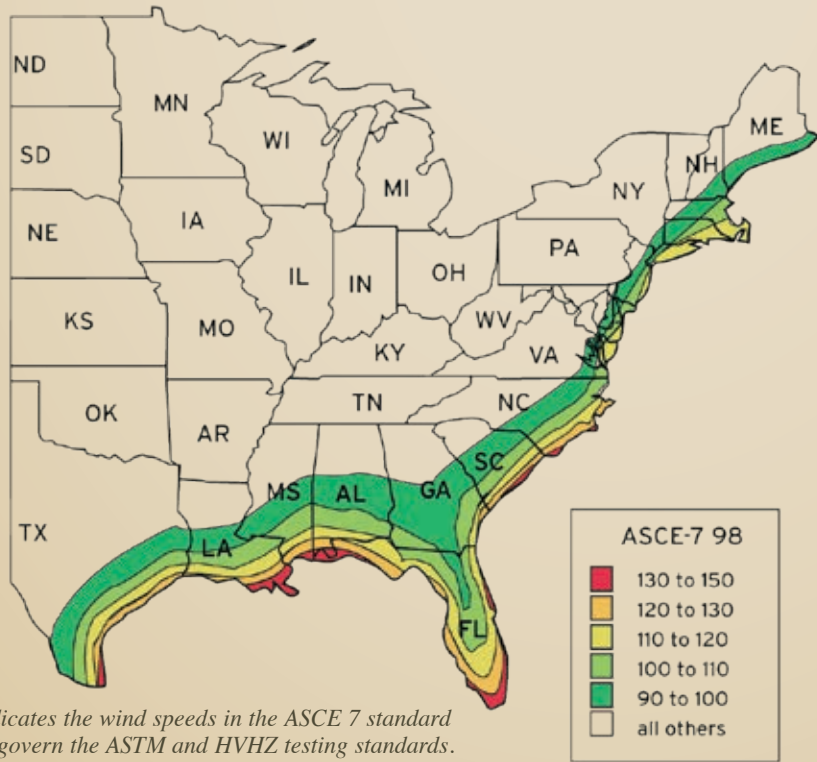 ND
MN
ME
SD
WI
NH
MI
NY
NE
IA
PA
IL
IN
OH
KS
MO
WV
VA
KY
OK
TN
NC
AR
SC
TX
MS
AL
GA
LA
FL
ASCE-7 98
130 to 150
120 to 130
110 to 120
100 to 110
90 to 100
all others
dicates the wind speeds in the ASCE 7 standard
govern the ASTM and HVHZ testing standards.